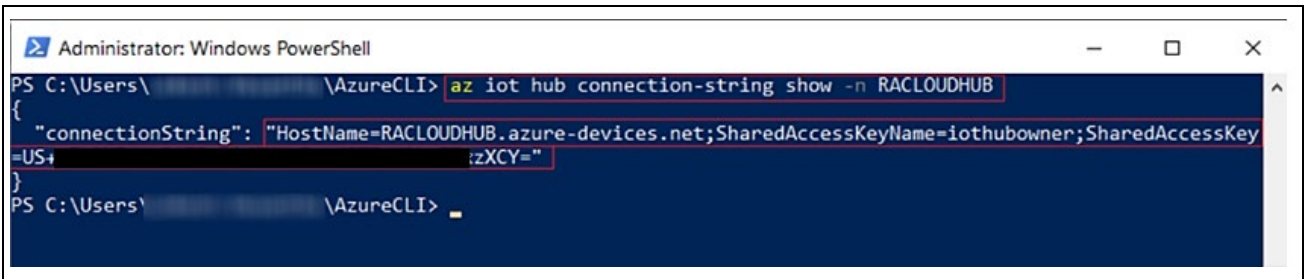 Administrator: Windows PowerShell
PS C:\Users\ \AzureCLI> az iot hub connection-string show -n RACLOUDHUB
{
"connectionString": "HostName=RACLOUDHUB.azure-devices.net;SharedAccessKeyName=iothubowner;SharedAccessKey
=US+ zXCY="
}
PS C:\Users\ \AzureCLI>